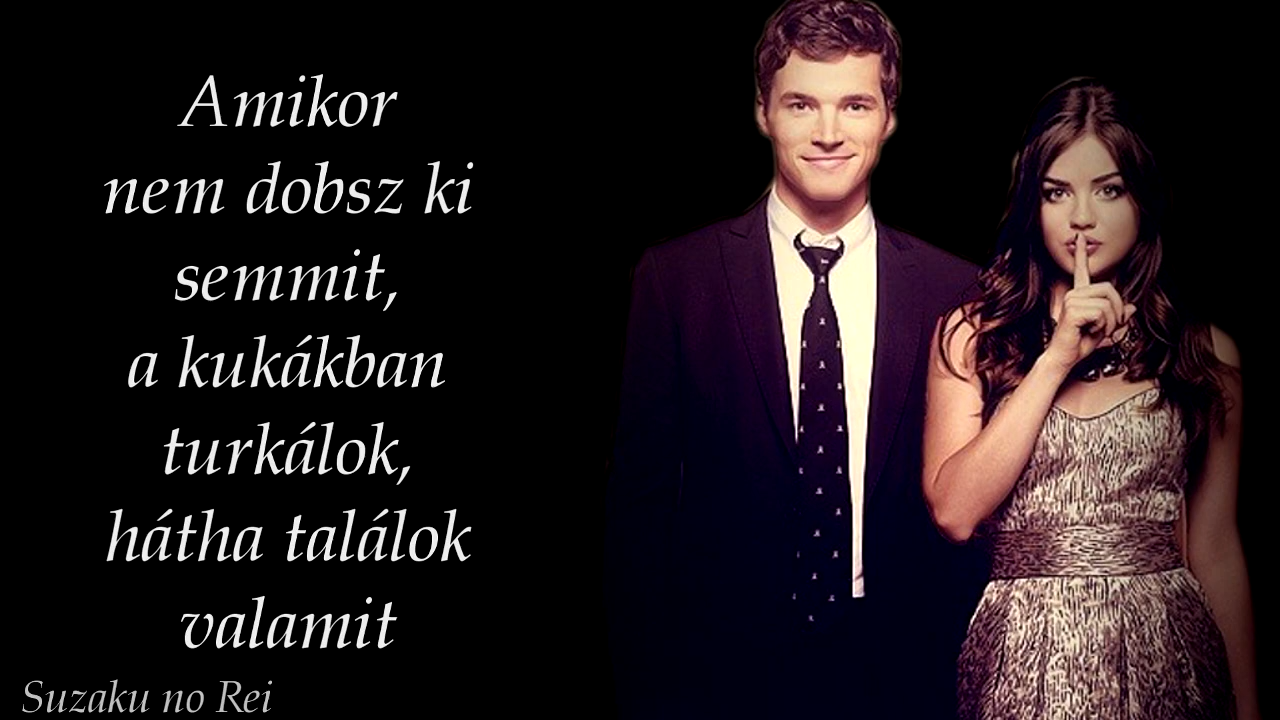 Amikor
nem dobsz ki
semmit,
a kukákban
turkálok,
hátha találok
valamit
Suzaku no Rei